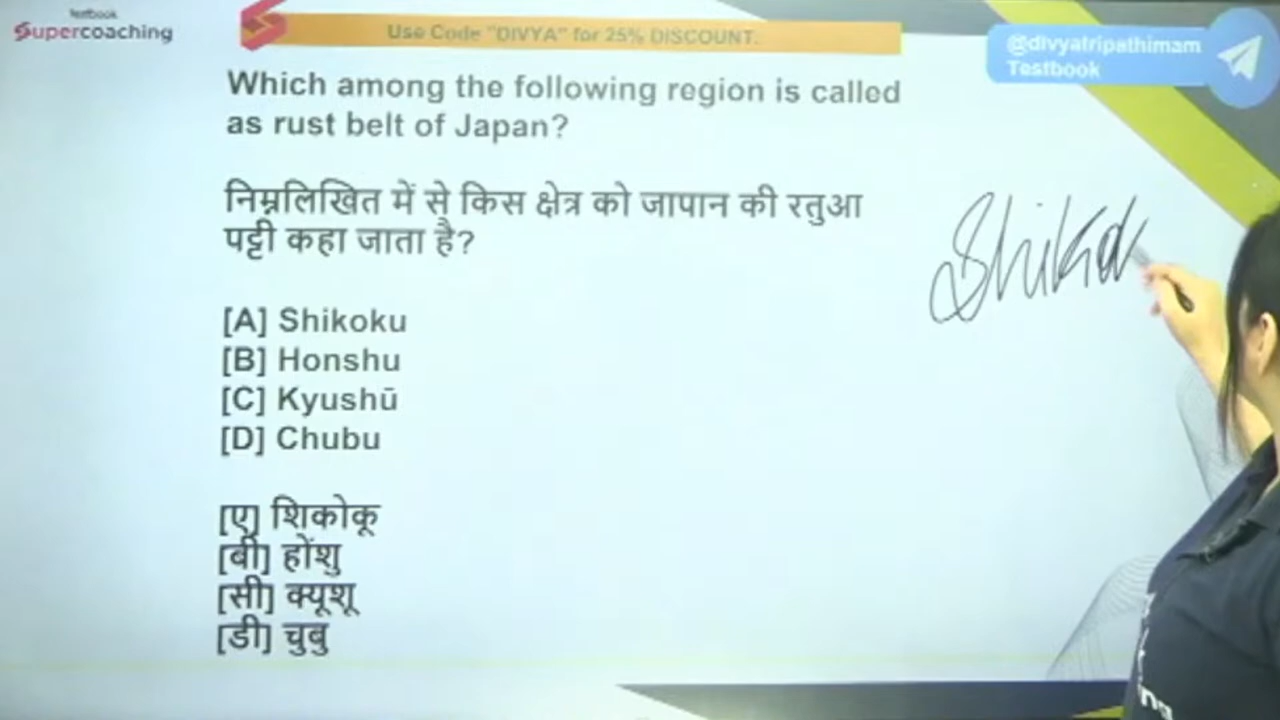 testbook
Supercoaching
Use Code "DIVYA" for 25% DISCOUNT.
@divyatripathimam
Testbook
Which among the following region is called
as rust belt of Japan?
निम्नलिखित में से किस क्षेत्र को जापान की रतुआ
पट्टी कहा जाता है?
Shiko
[A] Shikoku
[B] Honshu
[C] Kyushū
[D] Chubu
[ए] शिकोकू
[बी] होंशु
[सी] क्यूशू
[डी] चुबु